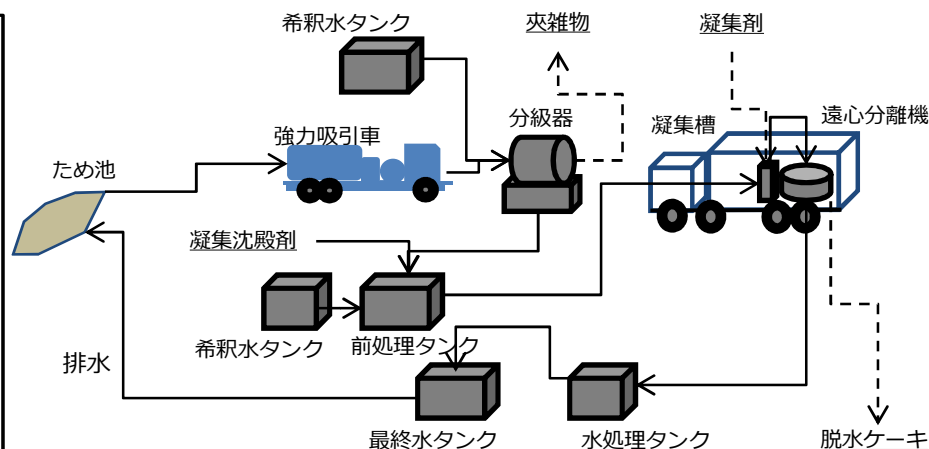 希釈水タンク
夾雑物
凝集剤
分級器
凝集槽
遠心分離機
強力吸引車
ため池
凝集沈殿剤
希釈水タンク
前処理タンク
排水
最終水タンク
水処理タンク
脱水ケーキ